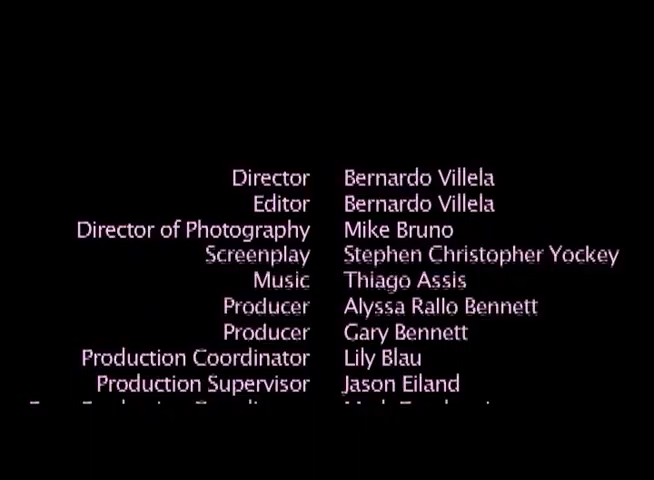 Director Bernardo Villela
Editor Bernardo Villela
Director of Photography Mike Bruno
Screenplay Stephen Christopher Yockey
Music Thiago Assis
Producer Alyssa Rallo Bennett
Producer Gary Bennett
Production Coordinator Lily Blau
Production Supervisor Jason Eiland